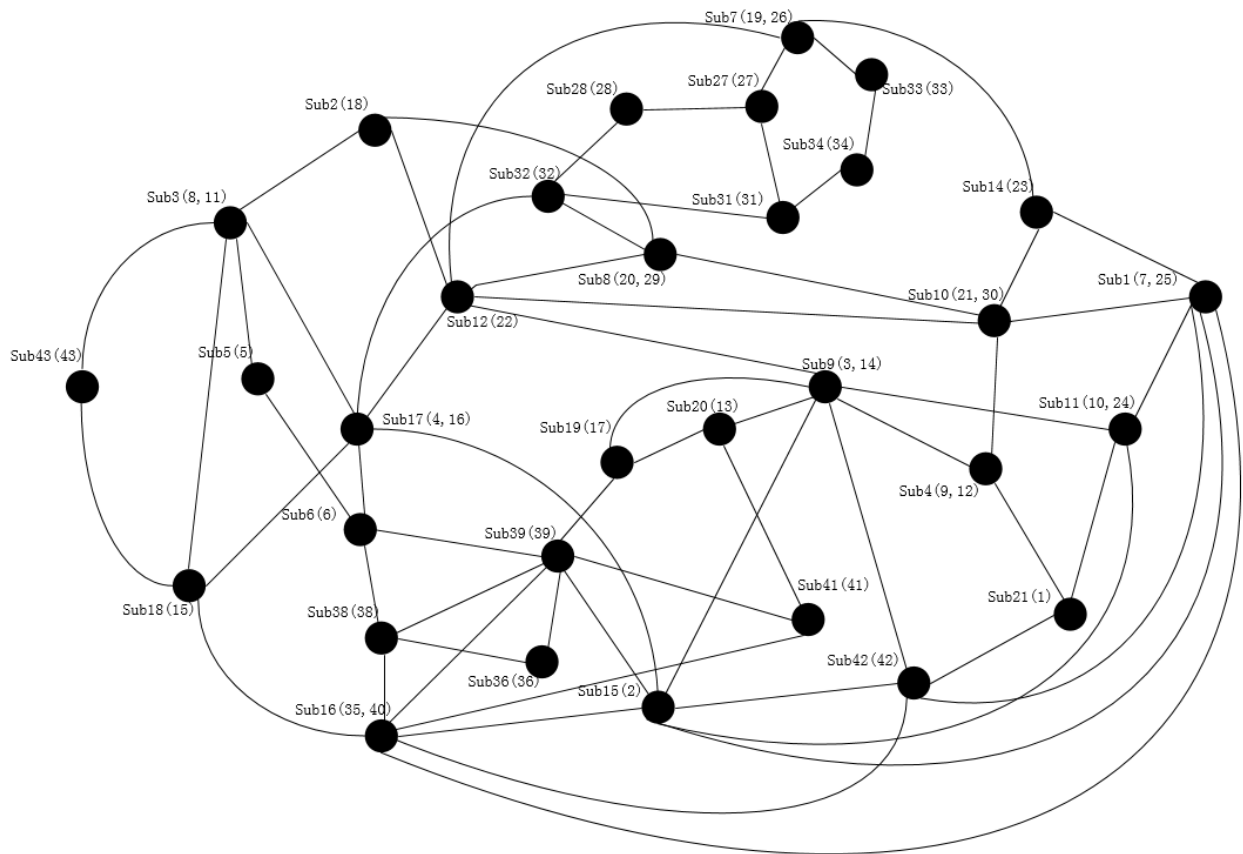 Sub7(19, 26)
Sub28(28)
Sub27(27)
Sub33(33)
Sub2(18)
Sub34(34)
Sub32(32)
Sub14(23)
Sub3(8, 11)
Sub31(31)
Sub8(20, 29)
Sub1(7, 25)
Sub10(21, 30)
Sub12(22)
Sub43(43)
Sub5(5)
Sub9(3, 14)
Sub20(13)
Sub11(10, 24)
Sub17(4, 16)
Sub19(17)
Sub4(9, 12)
Sub6(6)
Sub39(39)
Sub41(41)
Sub21(1)
Sub18(15)
Sub38(38)
Sub42(42)
Sub36(36)
Sub15(2)
Sub16(35, 40)